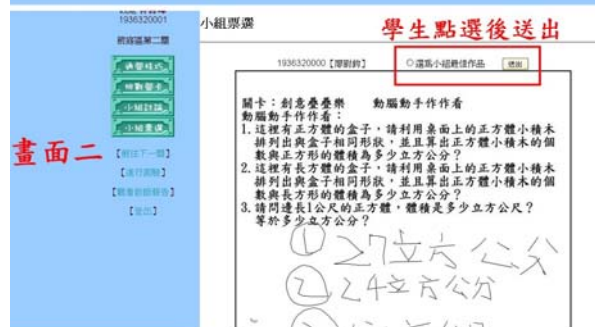 1936320001
小組票選
學生點選後送出
1936320000【廖尉鈞】
選為小組最佳作品
送出
小組討論
小組票選
畫面二
【前往下一關】
【登出】
關卡：創意疊疊樂 動腦動手作作看
動腦動手作作看：
1.這裡有正方體的盒子，請利用桌面上的正方體小積木
排列出與盒子相同形狀，並且算出正方體小積木的個
數與正方形的體積為多少立方公分？
2.這裡有長方體的盒子，請利用桌面上的正方體小積木
排列出與盒子相同形狀，並且算出正方體小積木的個
數與長方形的體積為多少立方公分？
3.請問邊長1公尺的正方體，體積是多少立方公尺？
等於多少立方公分？
① 27立方公分
② 24立方公分